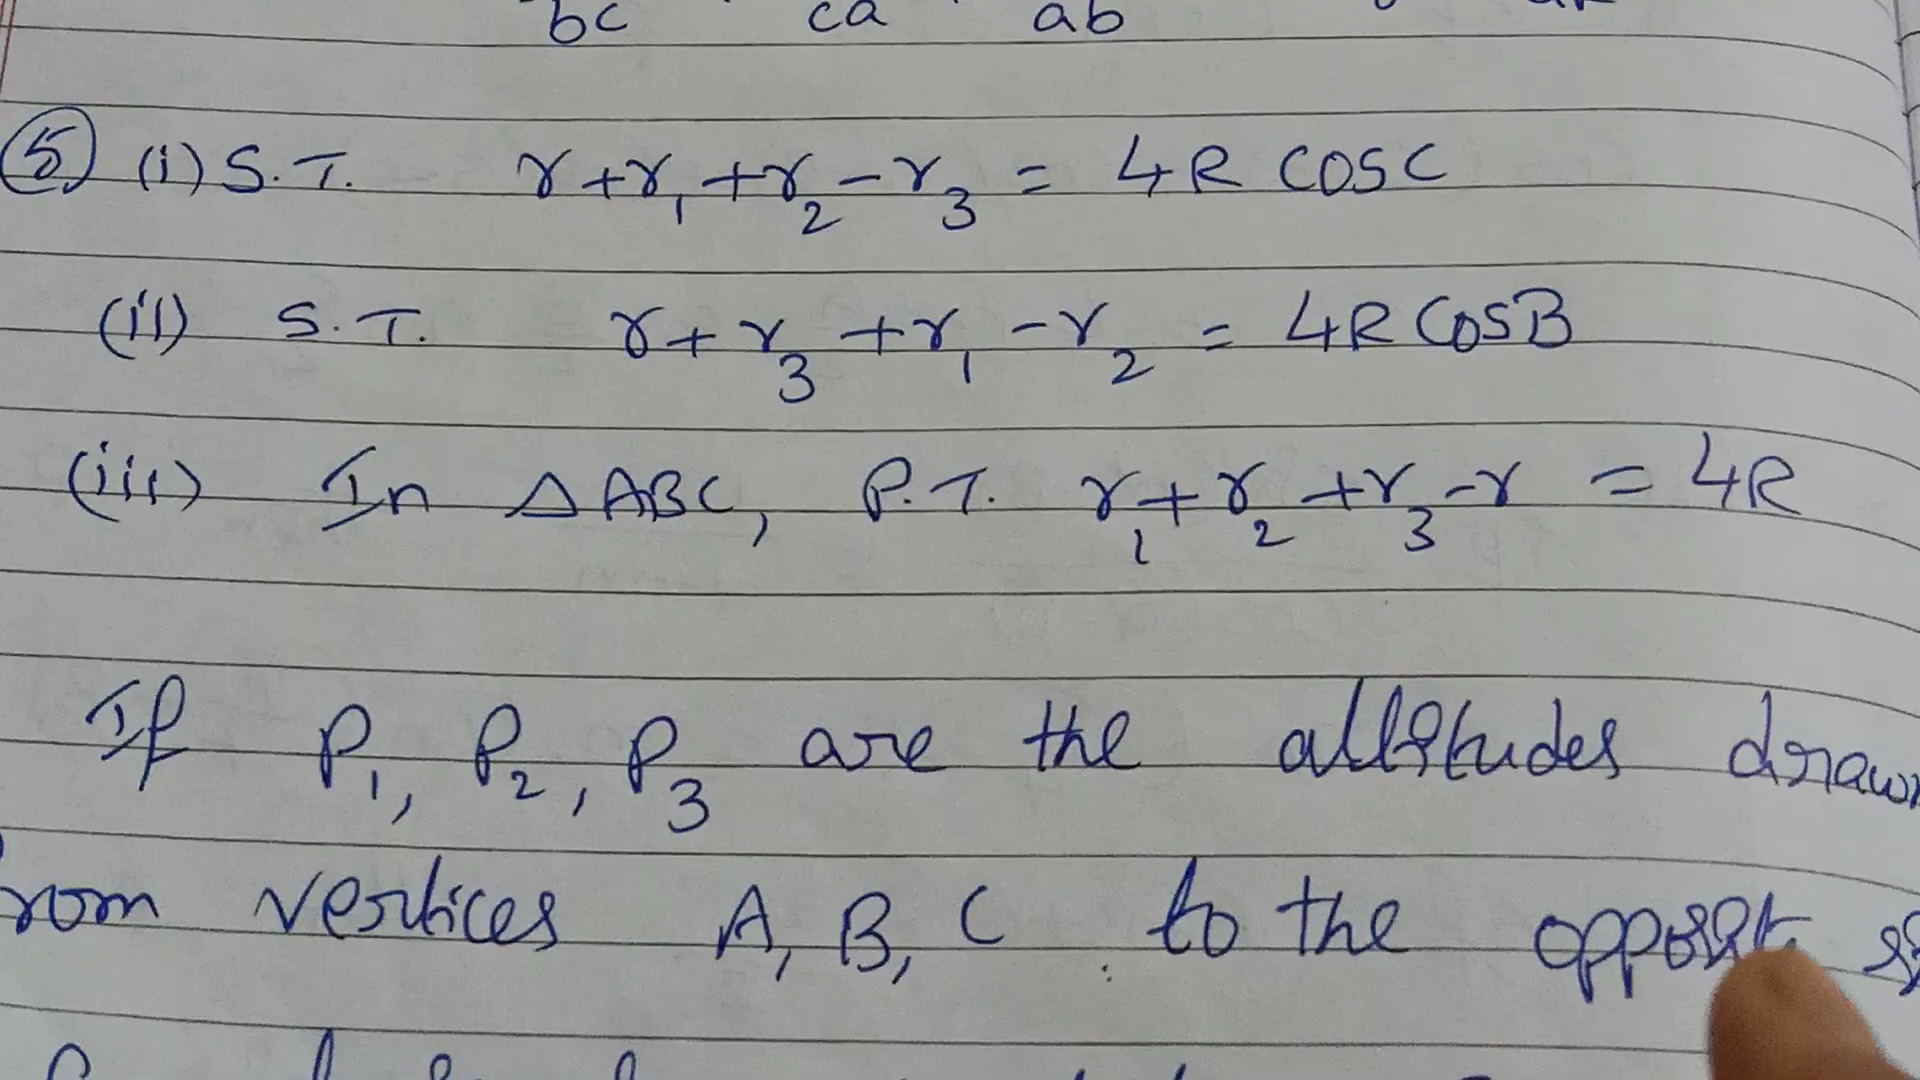 bc ca ab
5 (i) S.T. r + r1 + r2 - r3 = 4R COSC
(ii) S.T. r + r3 + r1 - r2 = 4R COSB
(iii) In △ABC, P.T. r1 + r2 + r3 - r = 4R
If P1, P2, P3 are the altitudes drawn
rom vertices A, B, C to the